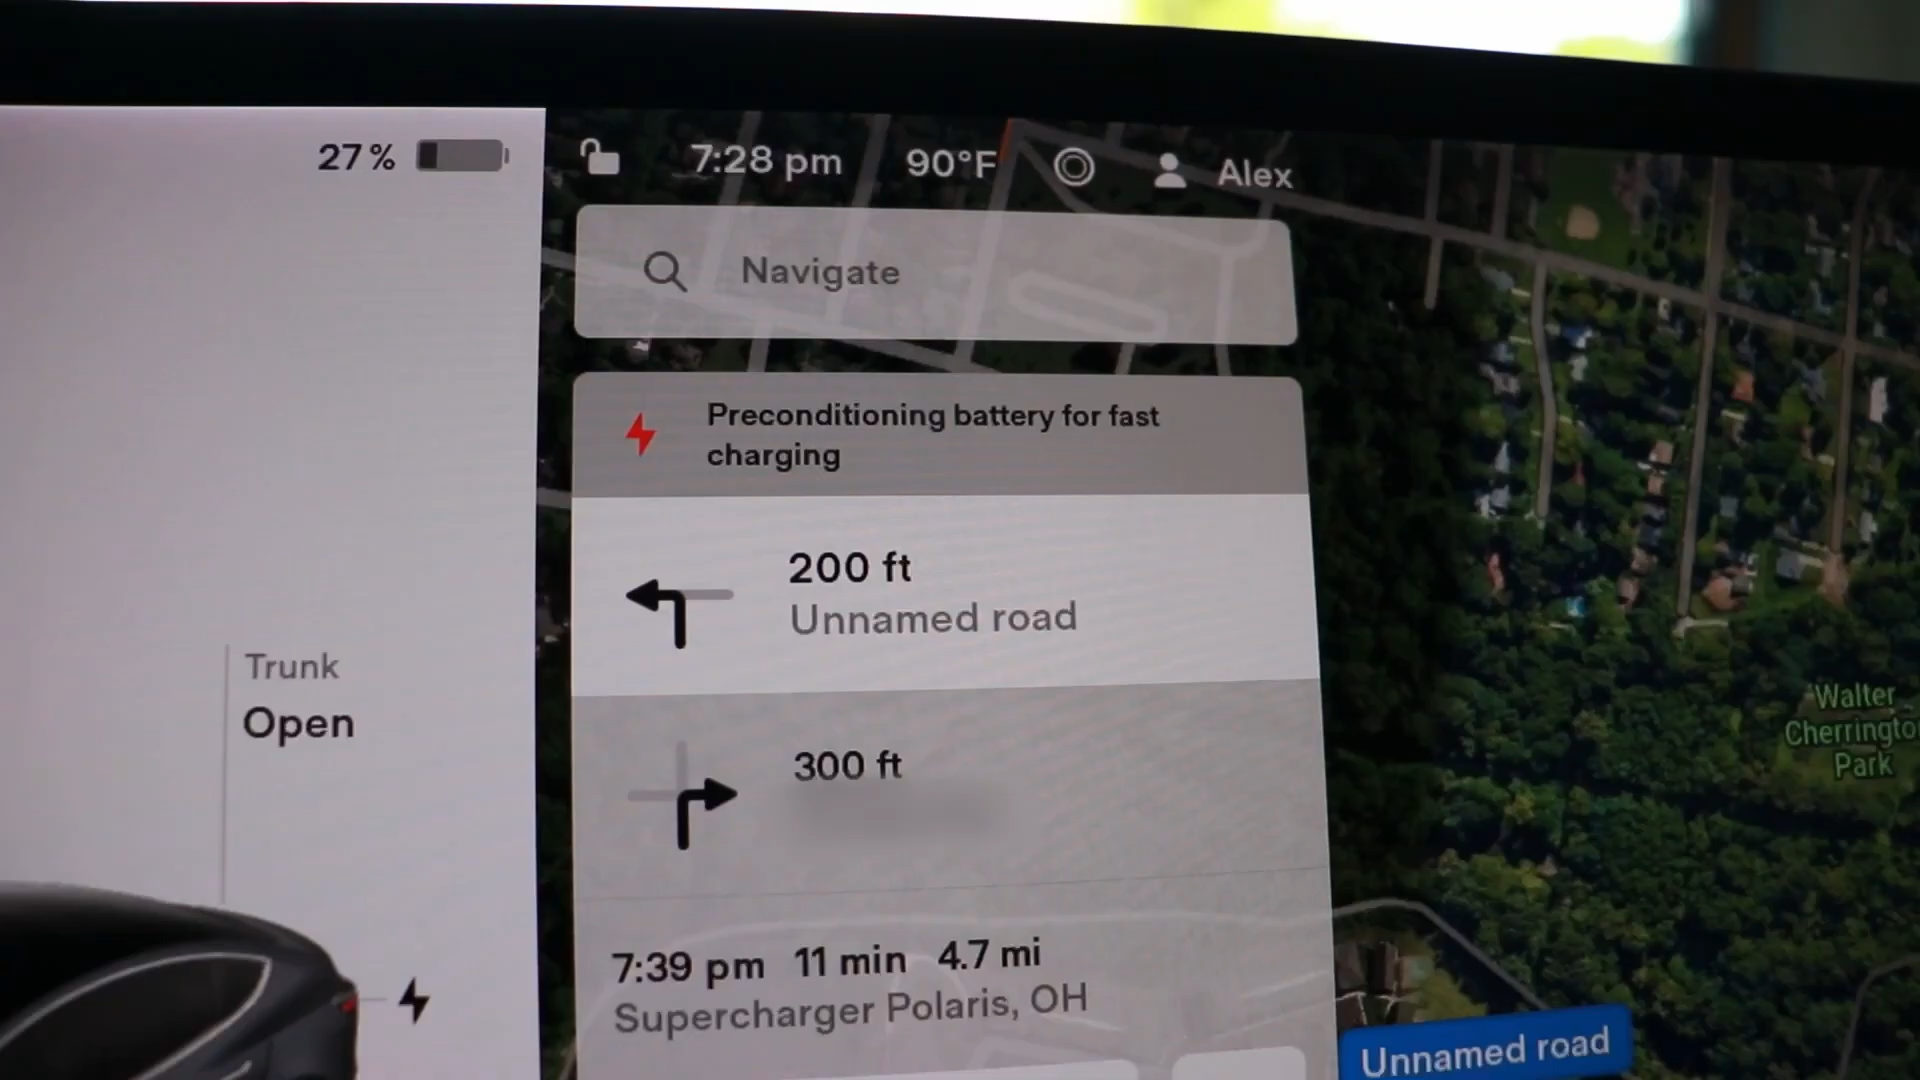 27%
7:28 pm 90°F Alex
Navigate
Preconditioning battery for fast
charging
200 ft
Unnamed road
300 ft
Trunk
Open
7:39 pm 11 min 4.7 mi
Supercharger Polaris, OH
Walter
Cherringto
Park
Unnamed road